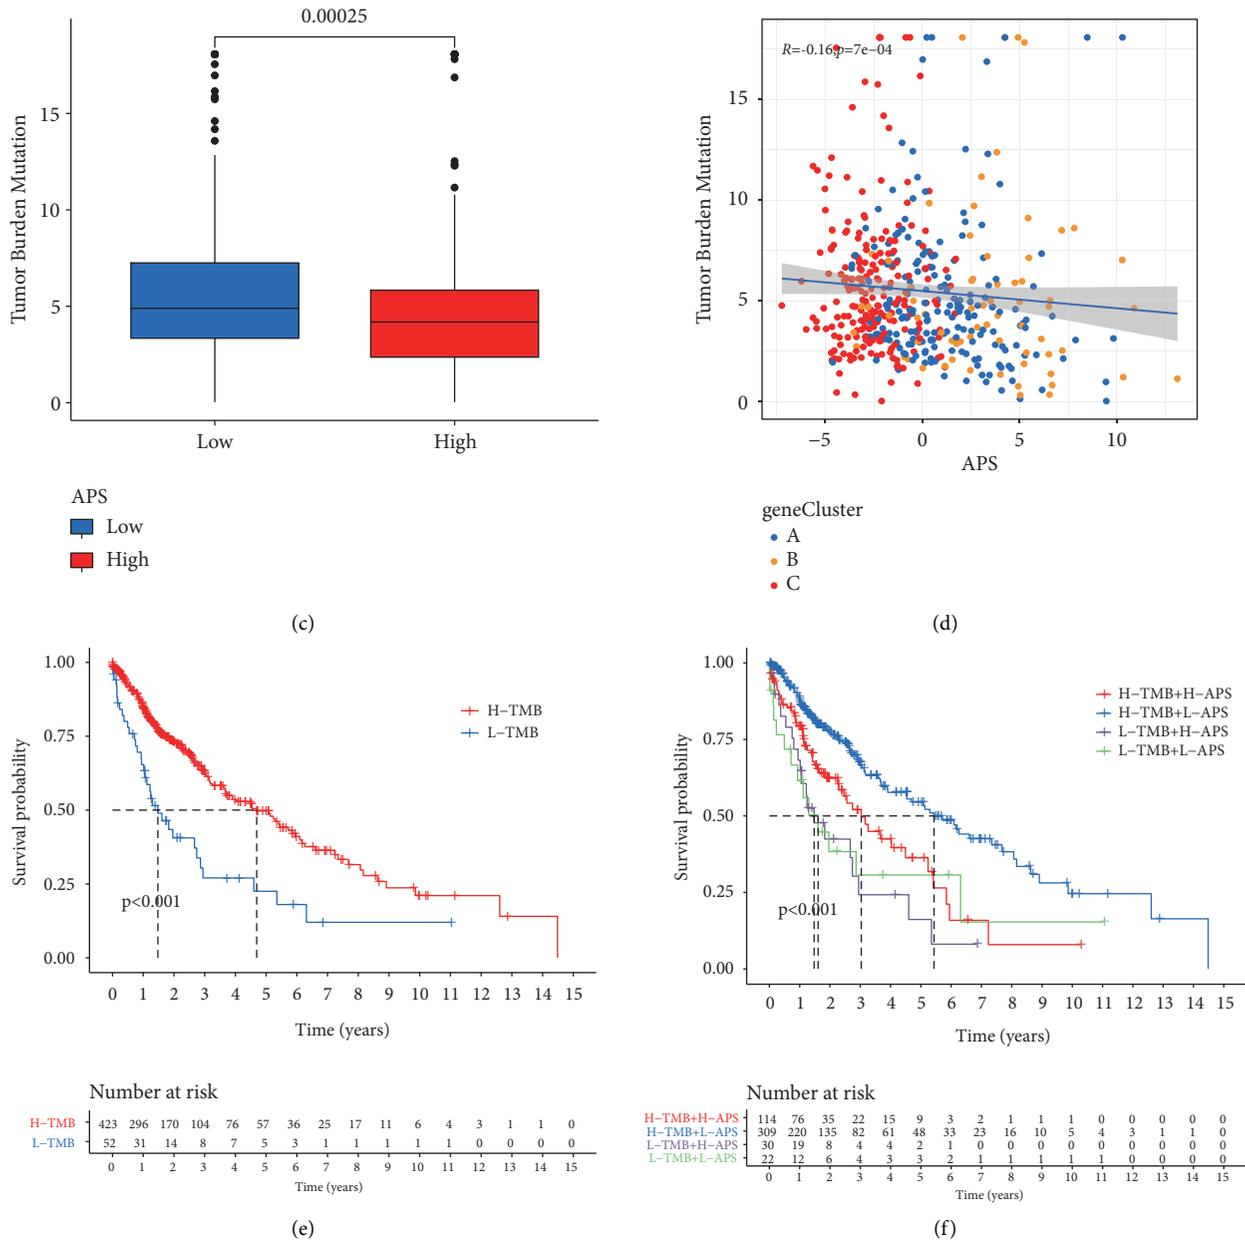 0.00025
Tumor Burden Mutation
15
10
5
0
Low
High
APS
Low
High
(c)
R=-0.16,p=7e−04
Tumor Burden Mutation
15
10
5
0
−5
0
5
10
APS
geneCluster
A
B
C
(d)
Survival probability
1.00
0.75
0.50
0.25
0.00
p<0.001
H−TMB
L−TMB
0 1 2 3 4 5 6 7 8 9 10 11 12 13 14 15
Time (years)
Number at risk
H−TMB 423 296 170 104 76 57 36 25 17 11 6 4 3 1 1 0
L−TMB 52 31 14 8 7 5 3 1 1 1 1 1 0 0 0 0
0 1 2 3 4 5 6 7 8 9 10 11 12 13 14 15
Time (years)
(e)
Survival probability
1.00
0.75
0.50
0.25
0.00
p<0.001
H−TMB+H−APS
H−TMB+L−APS
L−TMB+H−APS
L−TMB+L−APS
0 1 2 3 4 5 6 7 8 9 10 11 12 13 14 15
Time (years)
Number at risk
H−TMB+H−APS 114 76 35 22 15 9 3 2 1 1 1 0 0 0 0 0
H−TMB+L−APS 309 220 135 82 61 48 33 23 16 10 5 4 3 1 1 0
L−TMB+H−APS 30 19 8 4 4 2 1 0 0 0 0 0 0 0 0 0
L−TMB+L−APS 22 12 6 4 3 3 2 1 1 1 1 1 0 0 0 0
0 1 2 3 4 5 6 7 8 9 10 11 12 13 14 15
Time (years)
(f)